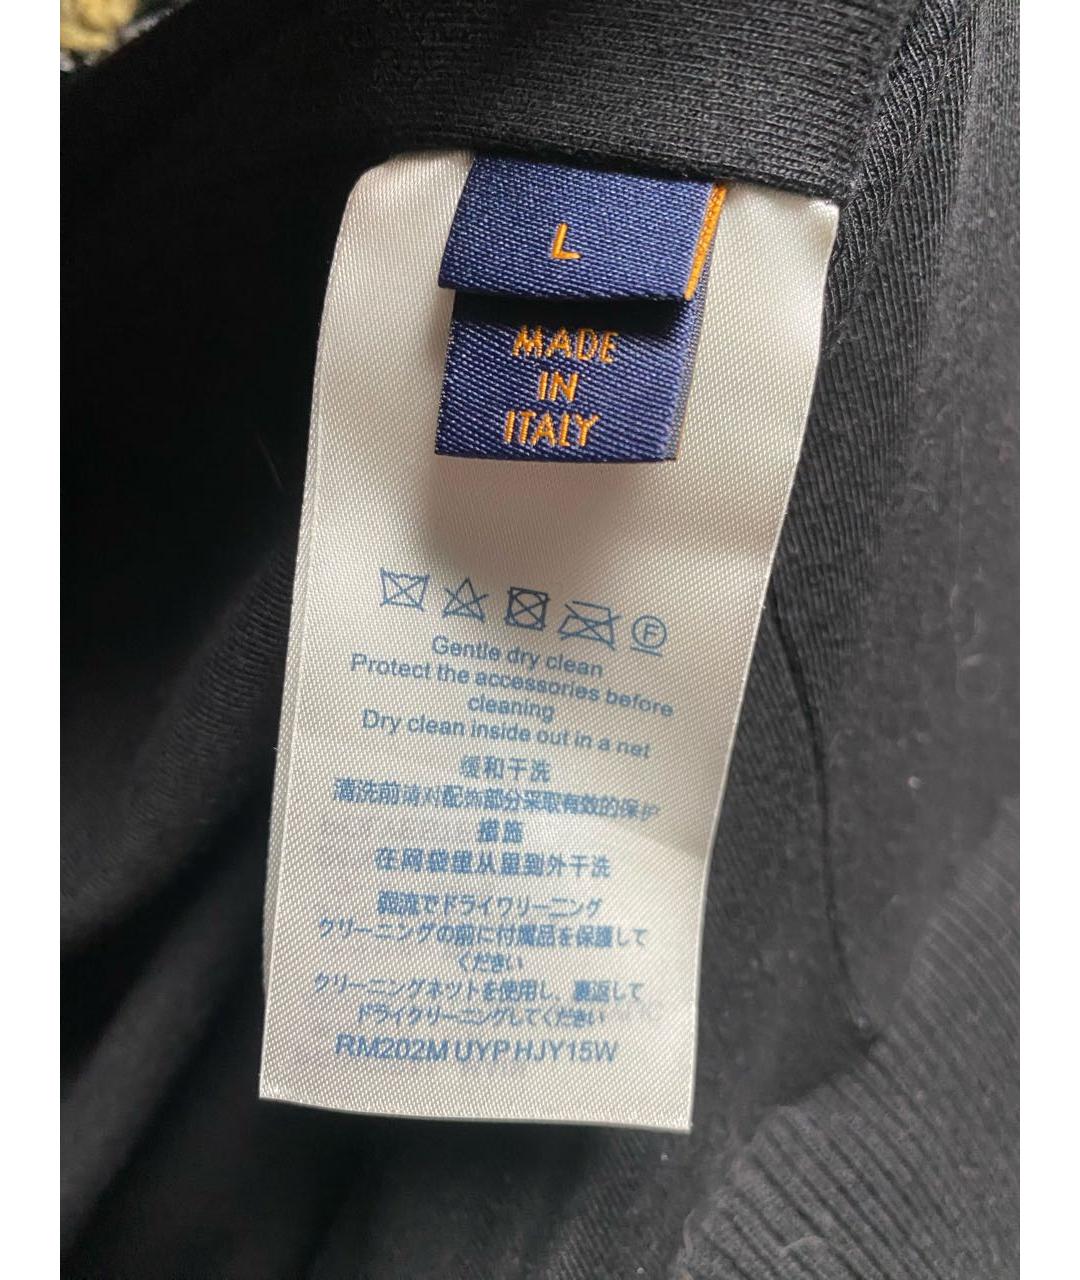 L
MADE
IN
ITALY
F
Gentle dry clean
Protect the accessories before
cleaning
Dry clean inside out in a net
缓和干洗
清洗前请对配饰部分采取有效的保护
措施
在网袋里从里到外干洗
弱流でドライクリーニング
クリーニングの前に付属品を保護して
ください
クリーニングネットを使用し、裏返して
ドライクリーニングしてください
RM202M UYP HJY15W